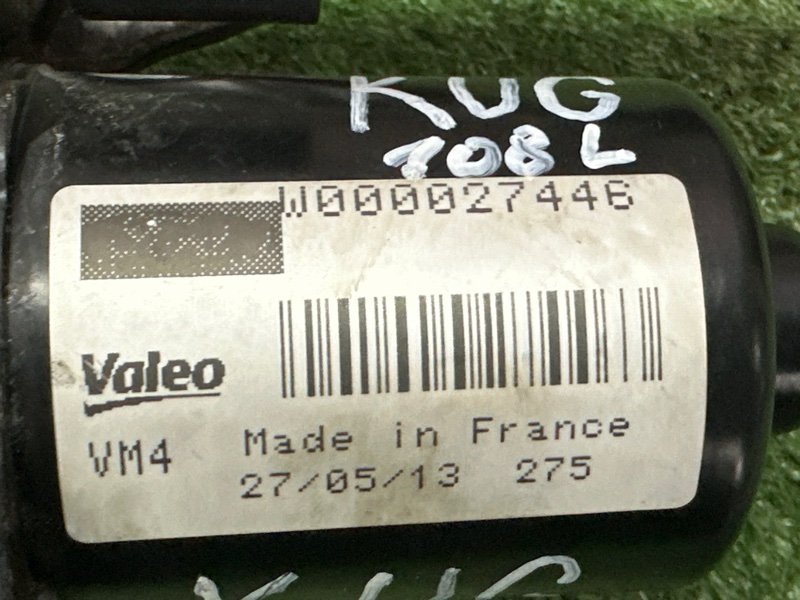 KUG
108 L
W000027446
Valeo
VM4
Made in France
27/05/13 275